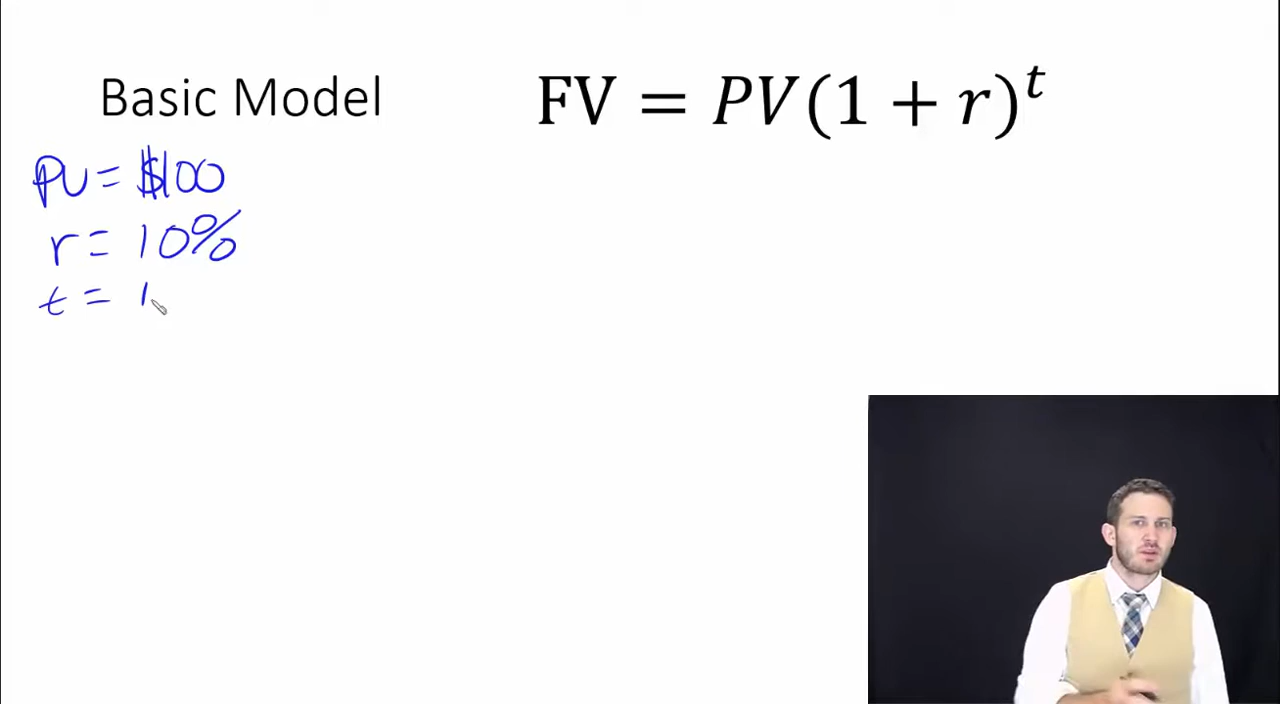 Basic Model
FV = PV(1 + r)^t
PV = $100
r = 10%
t = 1